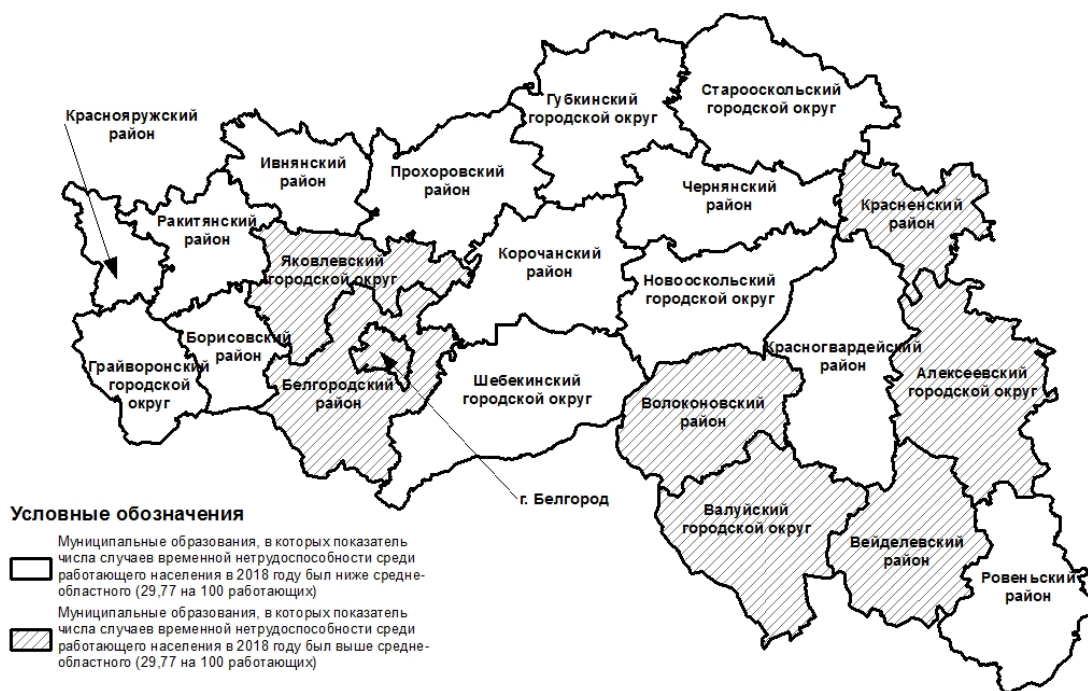 Губкинский
городской округ
Старооскольский
городской округ
Краснояружский
район
Ивнянский
район
Прохоровский
район
Чернянский
район
Красненский
район
Ракитянский
район
Яковлевский
городской округ
Корочанский
район
Новооскольский
городской округ
Борисовский
район
Грайворонский
городской
округ
Белгородский
район
Шебекинский
городской округ
Красногвардейский
район
Алексеевский
городской округ
Волоконовский
район
г. Белгород
Валуйский
городской округ
Вейделевский
район
Ровеньский
район
Условные обозначения
Муниципальные образования, в которых показатель
числа случаев временной нетрудоспособности среди
работающего населения в 2018 году был ниже средне-
областного (29,77 на 100 работающих)
Муниципальные образования, в которых показатель
числа случаев временной нетрудоспособности среди
работающего населения в 2018 году был выше средне-
областного (29,77 на 100 работающих)